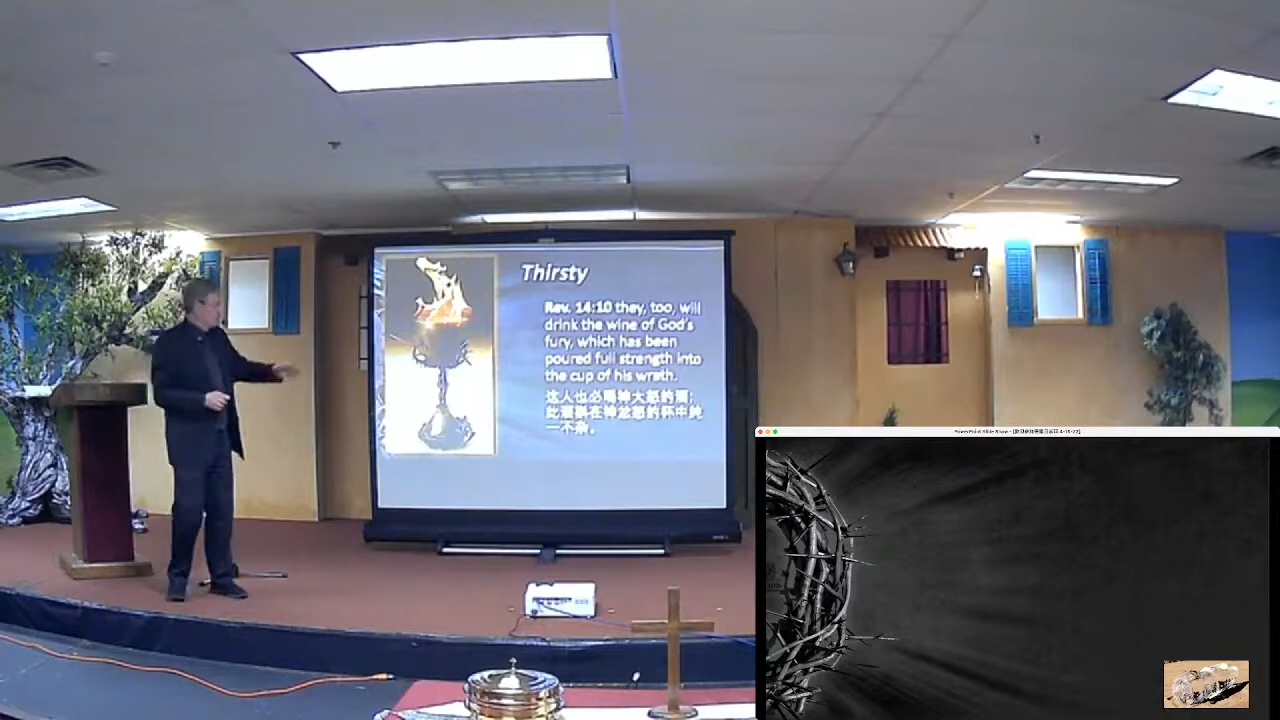 Thirsty
Rev. 14:10 they, too, will
drink the wine of God's
fury, which has been
poured full strength into
the cup of his wrath.
这人也必喝神大怒的酒;
此酒斟在神忿怒的杯中纯
一不杂。